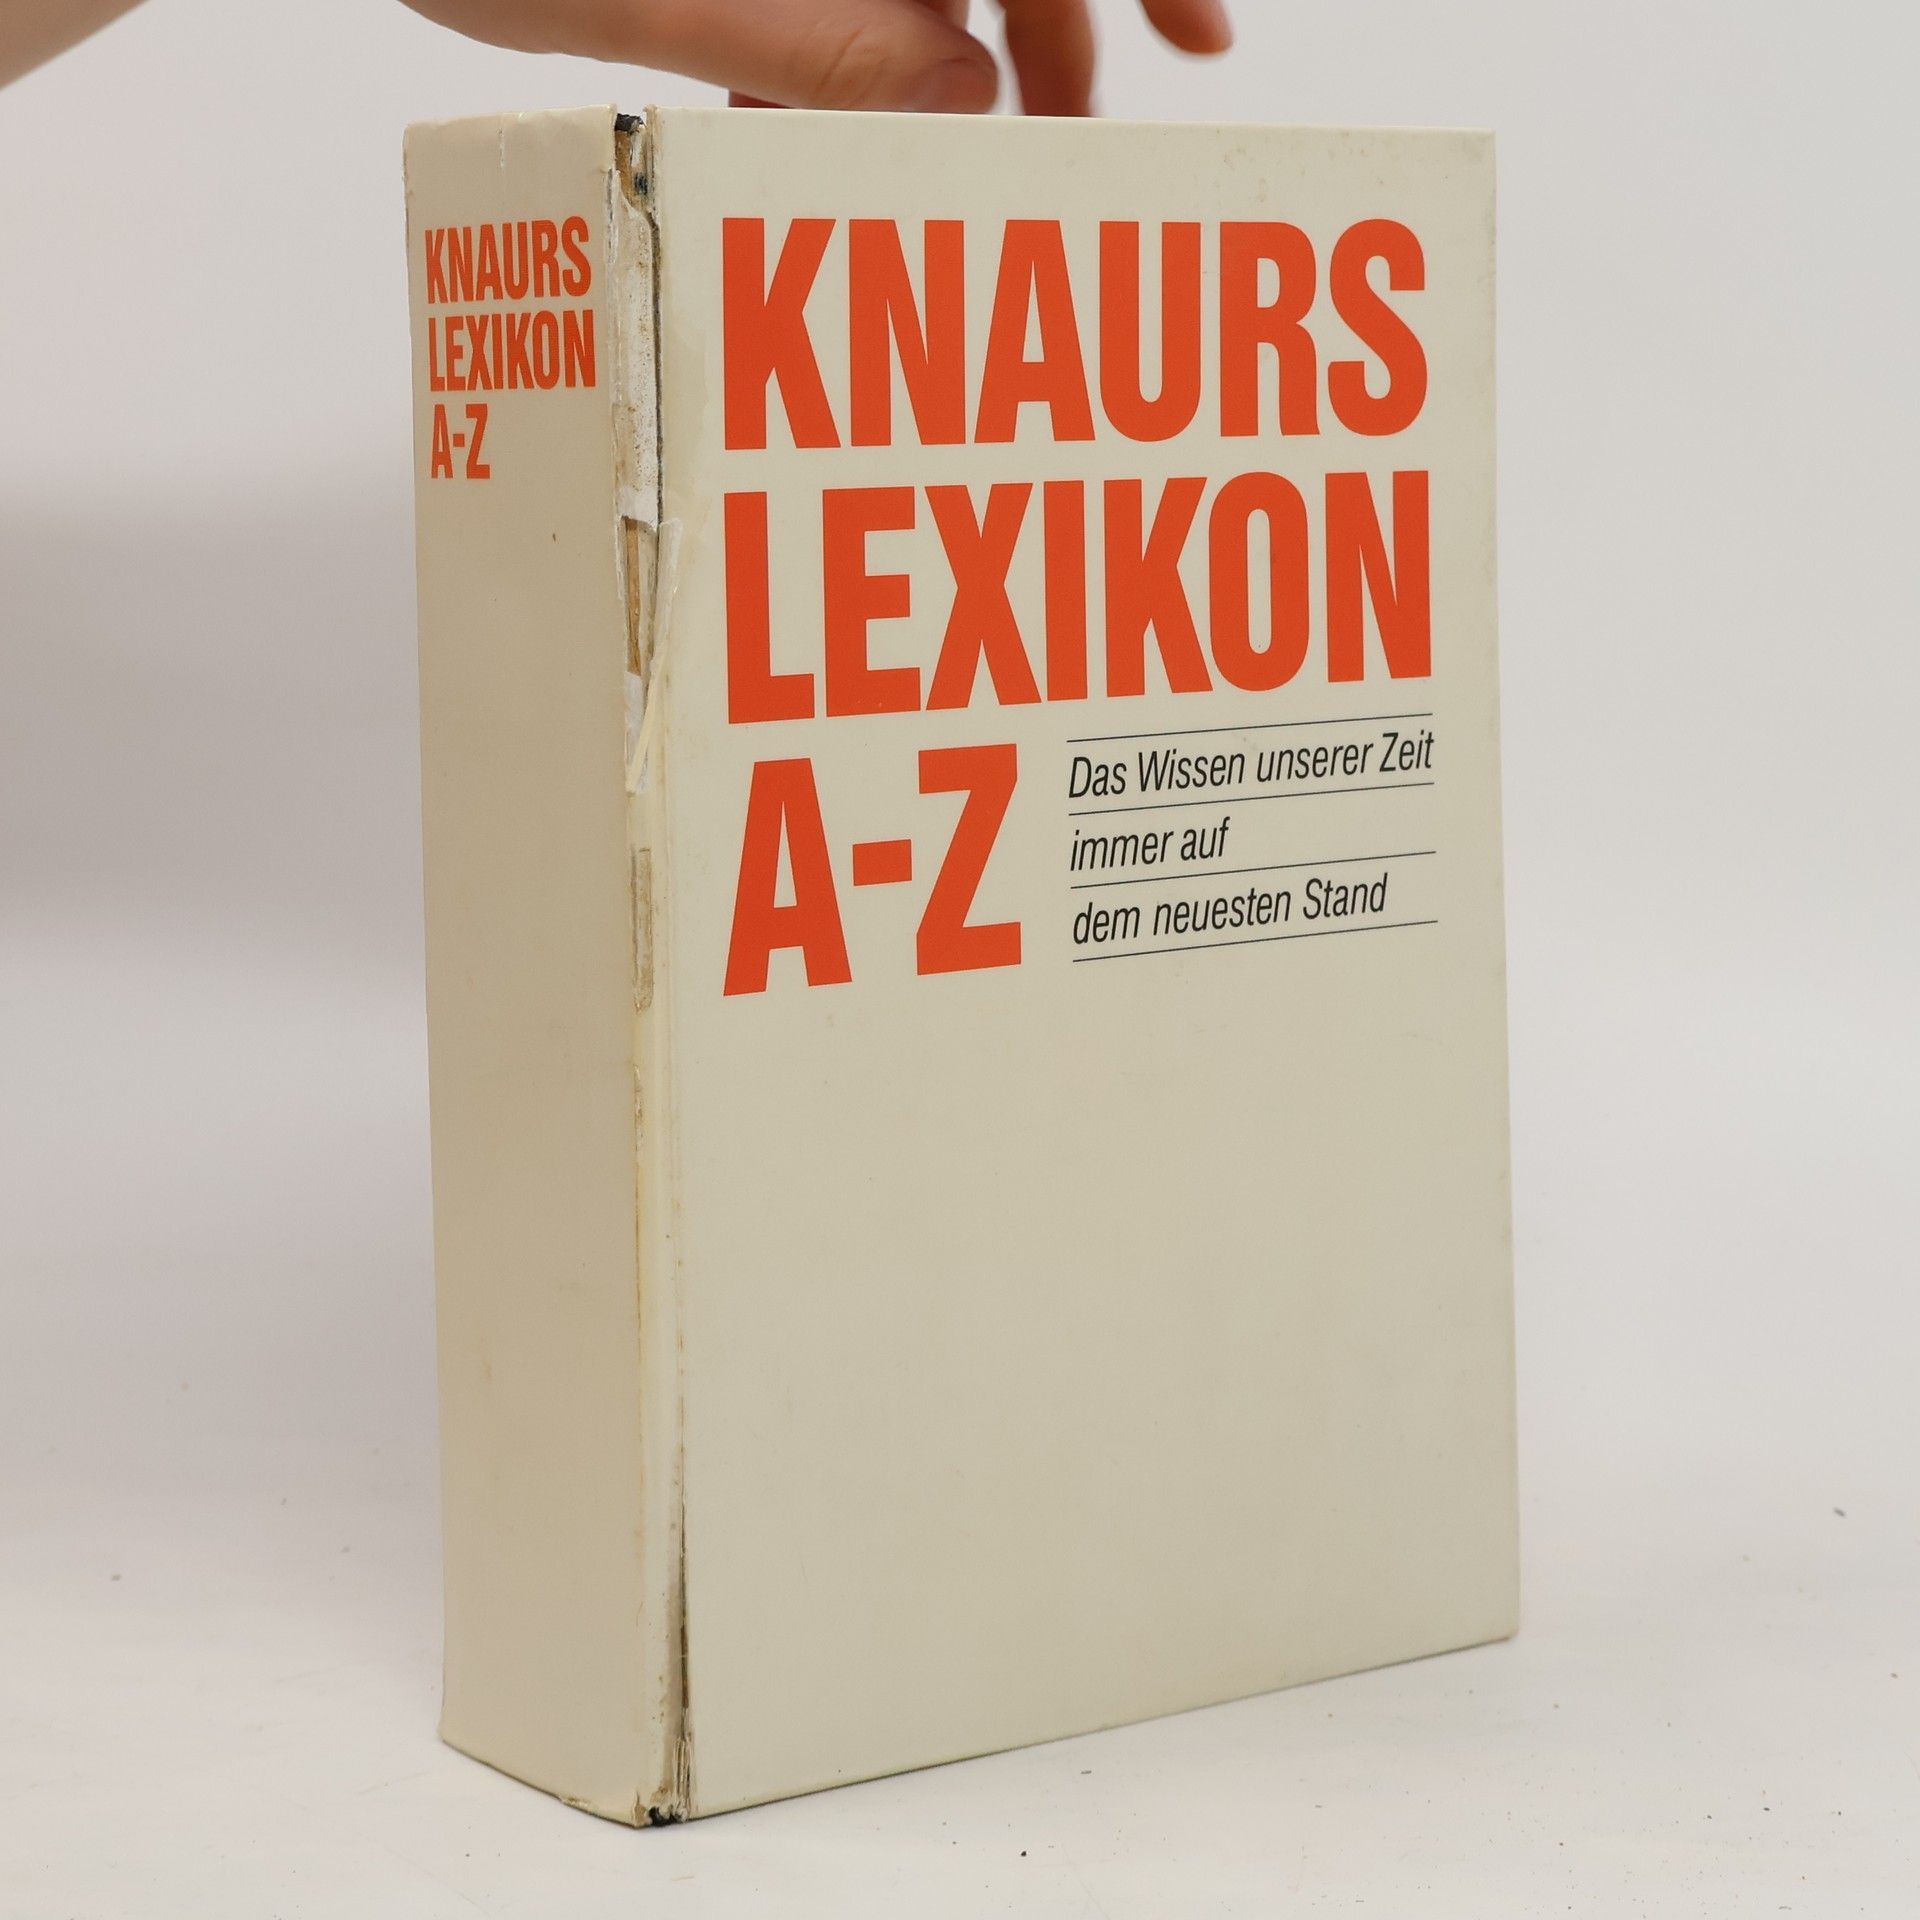 KNAURS
LEXIKON
A-Z
KNAURS
LEXIKON
A-Z
Das Wissen unserer Zeit
immer auf
dem neuesten Stand